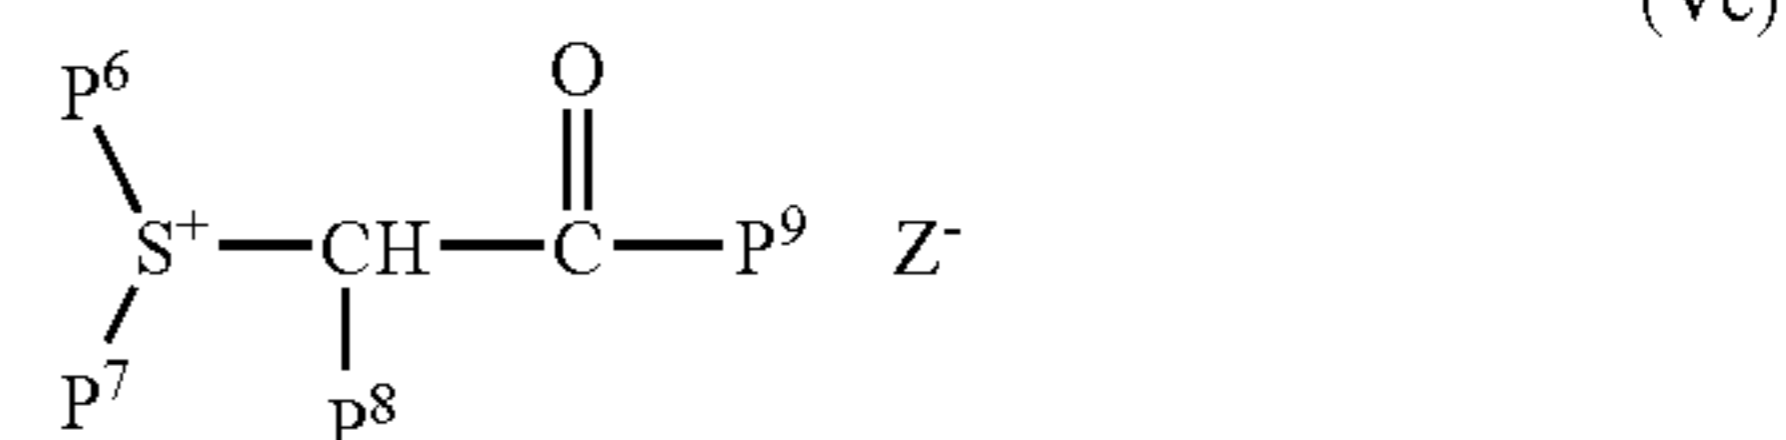 (Vc)
P⁶
O
S⁺ CH C P⁹ Z⁻
P⁷
P⁸